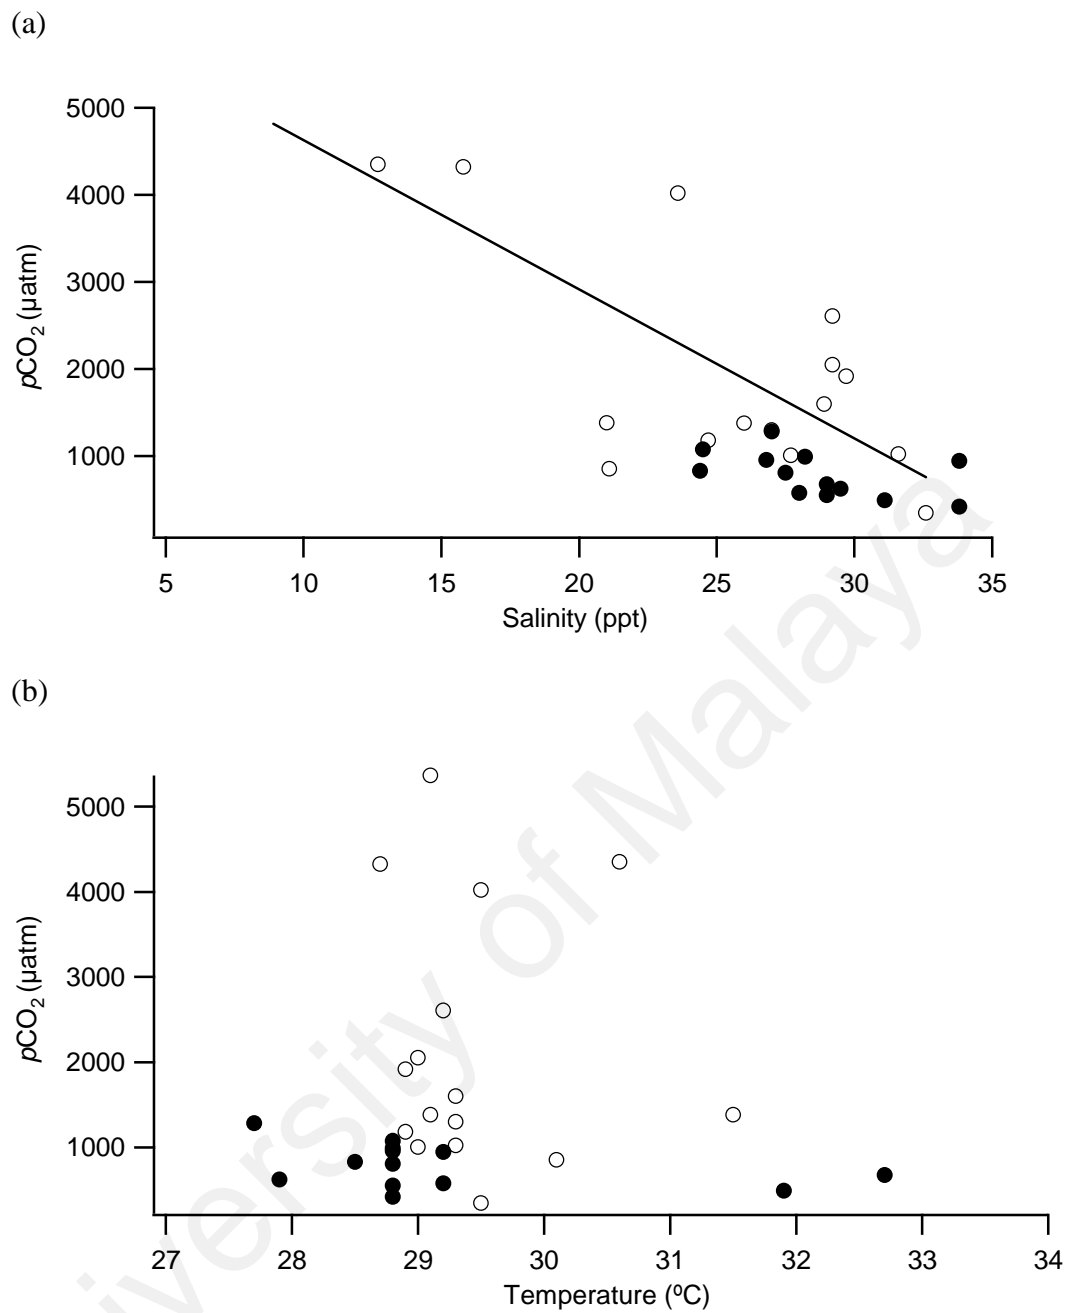 (a)
5000
4000
3000
2000
1000
pCO₂ (µatm)
5 10 15 20 25 30 35
Salinity (ppt)
(b)
5000
4000
3000
2000
1000
pCO₂ (µatm)
27 28 29 30 31 32 33 34
Temperature (ºC)
iversity of Malaya